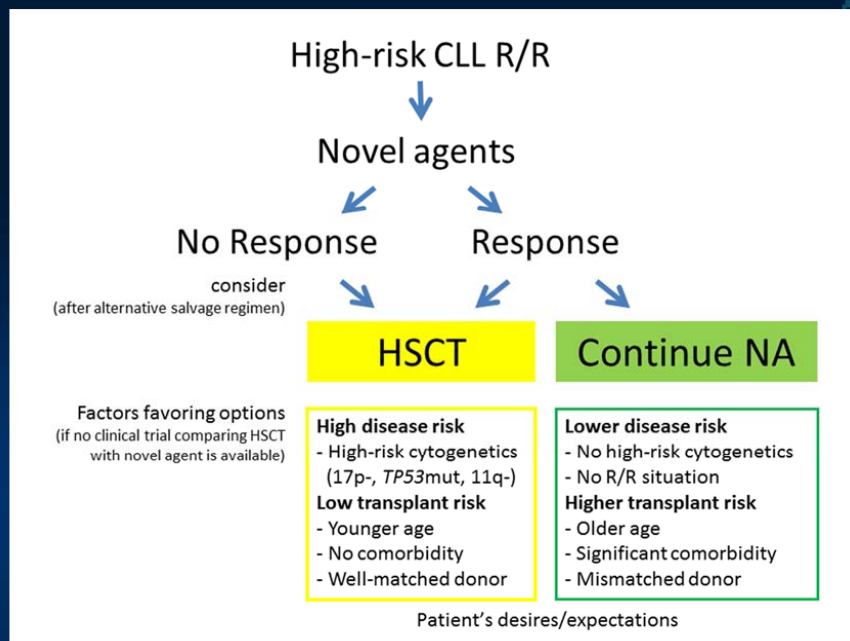 High-risk CLL R/R
Novel agents
No Response
Response
consider
(after alternative salvage regimen)
HSCT
Continue NA
Factors favoring options
(if no clinical trial comparing HSCT
with novel agent is available)
High disease risk
- High-risk cytogenetics
(17p-, TP53mut, 11q-)
Low transplant risk
- Younger age
- No comorbidity
- Well-matched donor
Lower disease risk
- No high-risk cytogenetics
- No R/R situation
Higher transplant risk
- Older age
- Significant comorbidity
- Mismatched donor
Patient's desires/expectations